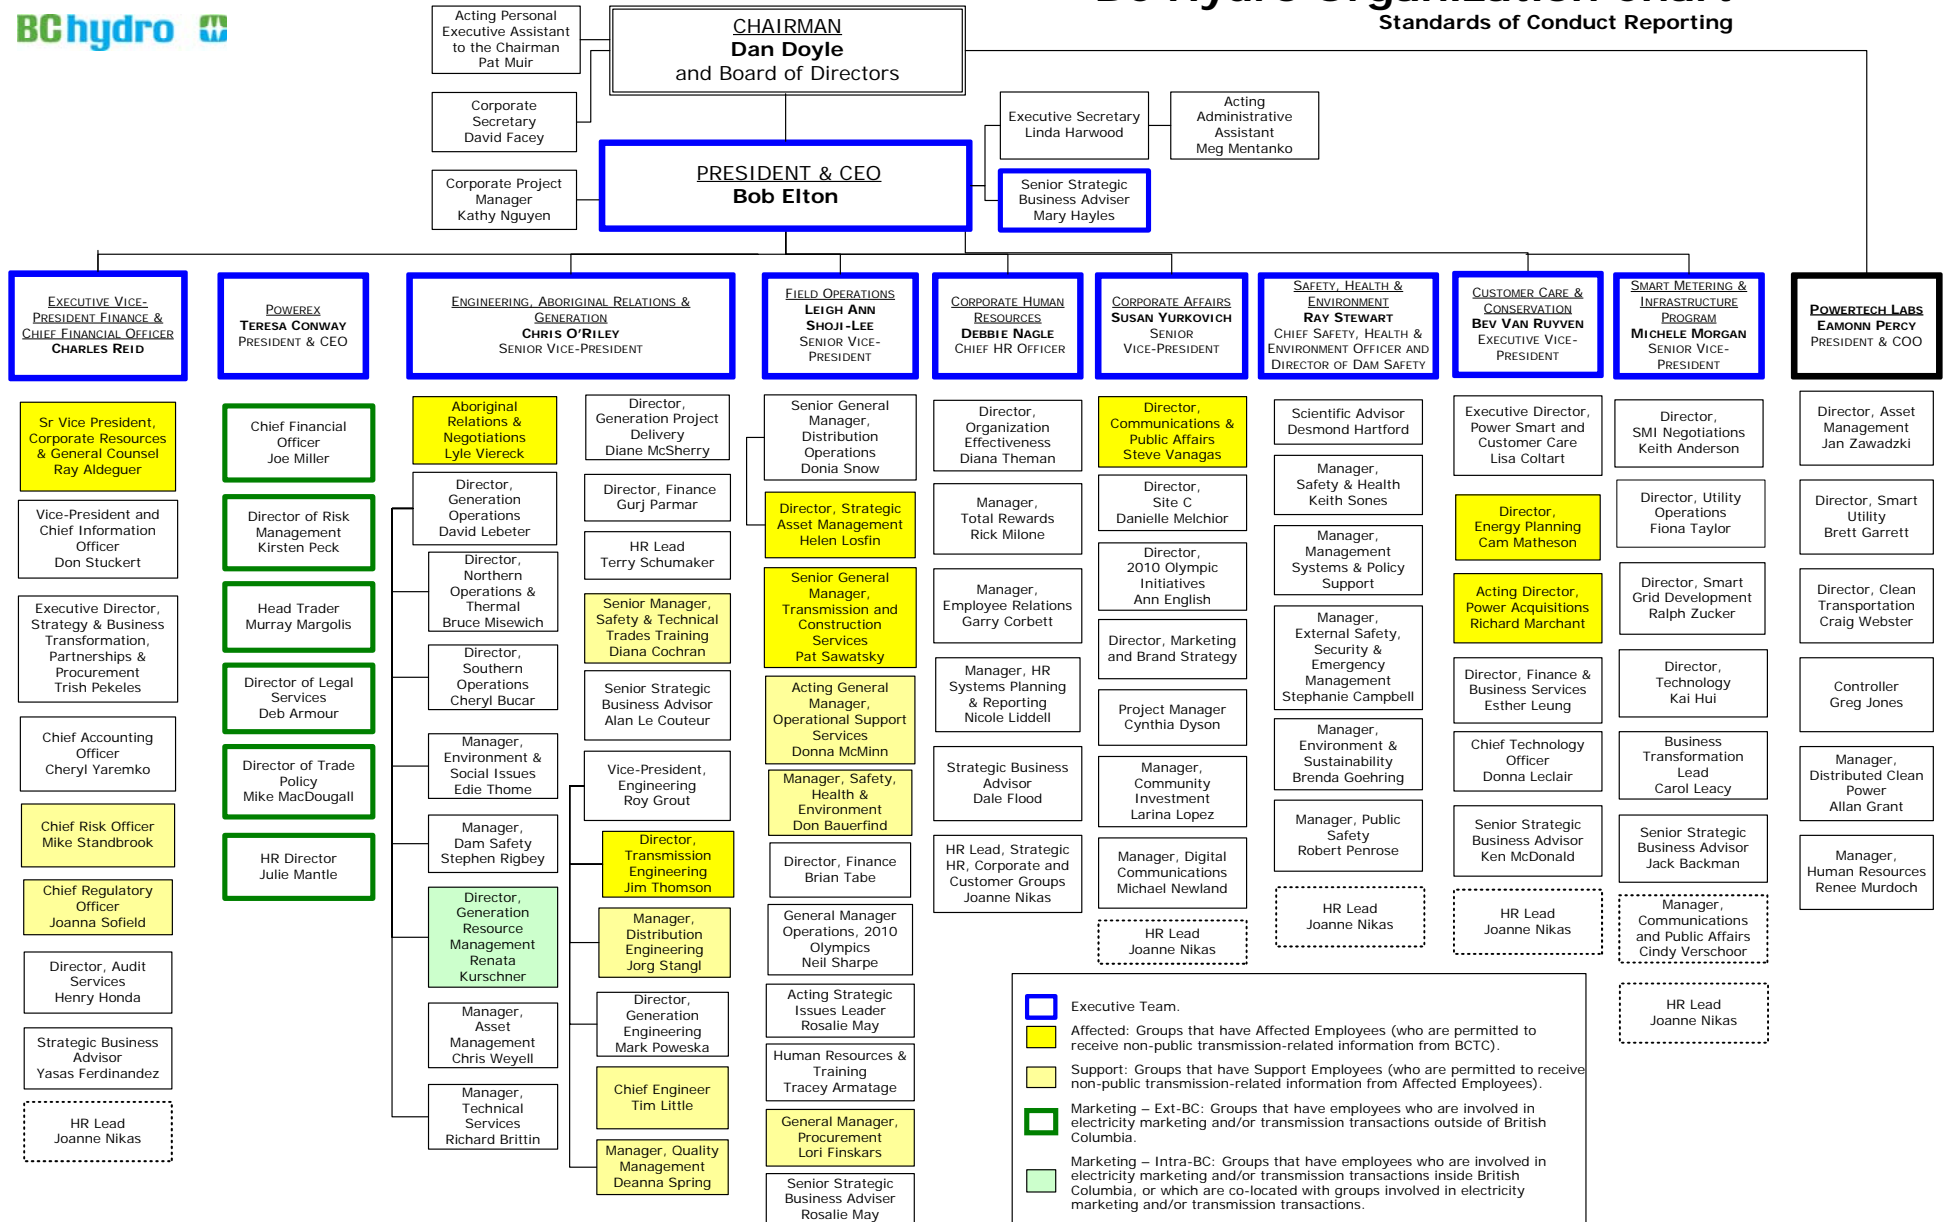 BC hydro
BC Hydro Organization Chart
Standards of Conduct Reporting
Acting Personal
Executive Assistant
to the Chairman
Pat Muir
CHAIRMAN
Dan Doyle
and Board of Directors
Corporate
Secretary
David Facey
Executive Secretary
Linda Harwood
Acting
Administrative
Assistant
Meg Mentanko
Corporate Project
Manager
Kathy Nguyen
PRESIDENT & CEO
Bob Elton
Senior Strategic
Business Adviser
Mary Hayles
EXECUTIVE VICE-
PRESIDENT FINANCE &
CHIEF FINANCIAL OFFICER
CHARLES REID
POWEREX
TERESA CONWAY
PRESIDENT & CEO
ENGINEERING, ABORIGINAL RELATIONS &
GENERATION
CHRIS O'RILEY
SENIOR VICE-PRESIDENT
FIELD OPERATIONS
LEIGH ANN
SHOJI-LEE
SENIOR VICE-
PRESIDENT
CORPORATE HUMAN
RESOURCES
DEBBIE NAGLE
CHIEF HR OFFICER
CORPORATE AFFAIRS
SUSAN YURKOVICH
SENIOR
VICE-PRESIDENT
SAFETY, HEALTH &
ENVIRONMENT
RAY STEWART
CHIEF SAFETY, HEALTH &
ENVIRONMENT OFFICER AND
DIRECTOR OF DAM SAFETY
CUSTOMER CARE &
CONSERVATION
BEV VAN RUYVEN
EXECUTIVE VICE-
PRESIDENT
SMART METERING &
INFRASTRUCTURE
PROGRAM
MICHELE MORGAN
SENIOR VICE-
PRESIDENT
POWERTECH LABS
EAMONN PERCY
PRESIDENT & COO
Sr Vice President,
Corporate Resources
& General Counsel
Ray Aldeguer
Vice-President and
Chief Information
Officer
Don Stuckert
Executive Director,
Strategy & Business
Transformation,
Partnerships &
Procurement
Trish Pekeles
Chief Accounting
Officer
Cheryl Yaremko
Chief Risk Officer
Mike Standbrook
Chief Regulatory
Officer
Joanna Sofield
Director, Audit
Services
Henry Honda
Strategic Business
Advisor
Yasas Ferdinandez
HR Lead
Joanne Nikas
Chief Financial
Officer
Joe Miller
Director of Risk
Management
Kirsten Peck
Head Trader
Murray Margolis
Director of Legal
Services
Deb Armour
Director of Trade
Policy
Mike MacDougall
HR Director
Julie Mantle
Aboriginal
Relations &
Negotiations
Lyle Viereck
Director,
Generation
Operations
David Lebeter
Director,
Northern
Operations &
Thermal
Bruce Misewich
Director,
Southern
Operations
Cheryl Bucar
Manager,
Environment &
Social Issues
Edie Thome
Manager,
Dam Safety
Stephen Rigbey
Director,
Generation
Resource
Management
Renata
Kurschner
Manager,
Asset
Management
Chris Weyell
Manager,
Technical
Services
Richard Brittin
Director,
Generation Project
Delivery
Diane McSherry
Director, Finance
Gurj Parmar
HR Lead
Terry Schumaker
Senior Manager,
Safety & Technical
Trades Training
Diana Cochran
Senior Strategic
Business Advisor
Alan Le Couteur
Vice-President,
Engineering
Roy Grout
Director,
Transmission
Engineering
Jim Thomson
Manager,
Distribution
Engineering
Jorg Stangl
Director,
Generation
Engineering
Mark Poweska
Chief Engineer
Tim Little
Manager, Quality
Management
Deanna Spring
Senior General
Manager,
Distribution
Operations
Donia Snow
Director, Strategic
Asset Management
Helen Losfin
Senior General
Manager,
Transmission and
Construction
Services
Pat Sawatsky
Acting General
Manager,
Operational Support
Services
Donna McMinn
Manager, Safety,
Health &
Environment
Don Bauerfind
Director, Finance
Brian Tabe
General Manager
Operations, 2010
Olympics
Neil Sharpe
Acting Strategic
Issues Leader
Rosalie May
Human Resources &
Training
Tracey Armatage
General Manager,
Procurement
Lori Finskars
Senior Strategic
Business Adviser
Rosalie May
Director,
Organization
Effectiveness
Diana Theman
Manager,
Total Rewards
Rick Milone
Manager,
Employee Relations
Garry Corbett
Manager, HR
Systems Planning
& Reporting
Nicole Liddell
Strategic Business
Advisor
Dale Flood
HR Lead, Strategic
HR, Corporate and
Customer Groups
Joanne Nikas
Director,
Communications &
Public Affairs
Steve Vanagas
Director,
Site C
Danielle Melchior
Director,
2010 Olympic
Initiatives
Ann English
Director, Marketing
and Brand Strategy
Project Manager
Cynthia Dyson
Manager,
Community
Investment
Larina Lopez
Manager, Digital
Communications
Michael Newland
HR Lead
Joanne Nikas
Scientific Advisor
Desmond Hartford
Manager,
Safety & Health
Keith Sones
Manager,
Management
Systems & Policy
Support
Manager,
External Safety,
Security &
Emergency
Management
Stephanie Campbell
Manager,
Environment &
Sustainability
Brenda Goehring
Manager, Public
Safety
Robert Penrose
HR Lead
Joanne Nikas
Executive Director,
Power Smart and
Customer Care
Lisa Coltart
Director,
Energy Planning
Cam Matheson
Acting Director,
Power Acquisitions
Richard Marchant
Director, Finance &
Business Services
Esther Leung
Chief Technology
Officer
Donna Leclair
Senior Strategic
Business Advisor
Ken McDonald
HR Lead
Joanne Nikas
Director,
SMI Negotiations
Keith Anderson
Director, Utility
Operations
Fiona Taylor
Director, Smart
Grid Development
Ralph Zucker
Director,
Technology
Kai Hui
Business
Transformation
Lead
Carol Leacy
Senior Strategic
Business Advisor
Jack Backman
Manager,
Communications
and Public Affairs
Cindy Verschoor
HR Lead
Joanne Nikas
Director, Asset
Management
Jan Zawadzki
Director, Smart
Utility
Brett Garrett
Director, Clean
Transportation
Craig Webster
Controller
Greg Jones
Manager,
Distributed Clean
Power
Allan Grant
Manager,
Human Resources
Renee Murdoch
Executive Team.
Affected: Groups that have Affected Employees (who are permitted to
receive non-public transmission-related information from BCTC).
Support: Groups that have Support Employees (who are permitted to receive
non-public transmission-related information from Affected Employees).
Marketing – Ext-BC: Groups that have employees who are involved in
electricity marketing and/or transmission transactions outside of British
Columbia.
Marketing – Intra-BC: Groups that have employees who are involved in
electricity marketing and/or transmission transactions inside British
Columbia, or which are co-located with groups involved in electricity
marketing and/or transmission transactions.